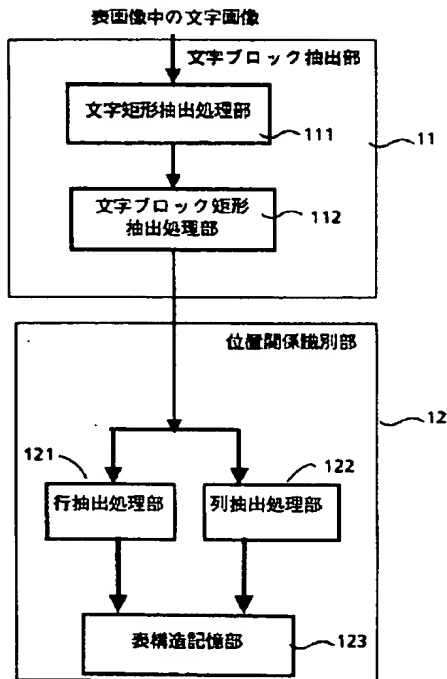 表画像中の文字画像
文字ブロック抽出部
文字矩形抽出処理部
111
11
文字ブロック矩形
抽出処理部
112
位置関係識別部
12
121
122
行抽出処理部
列抽出処理部
表構造記憶部
123